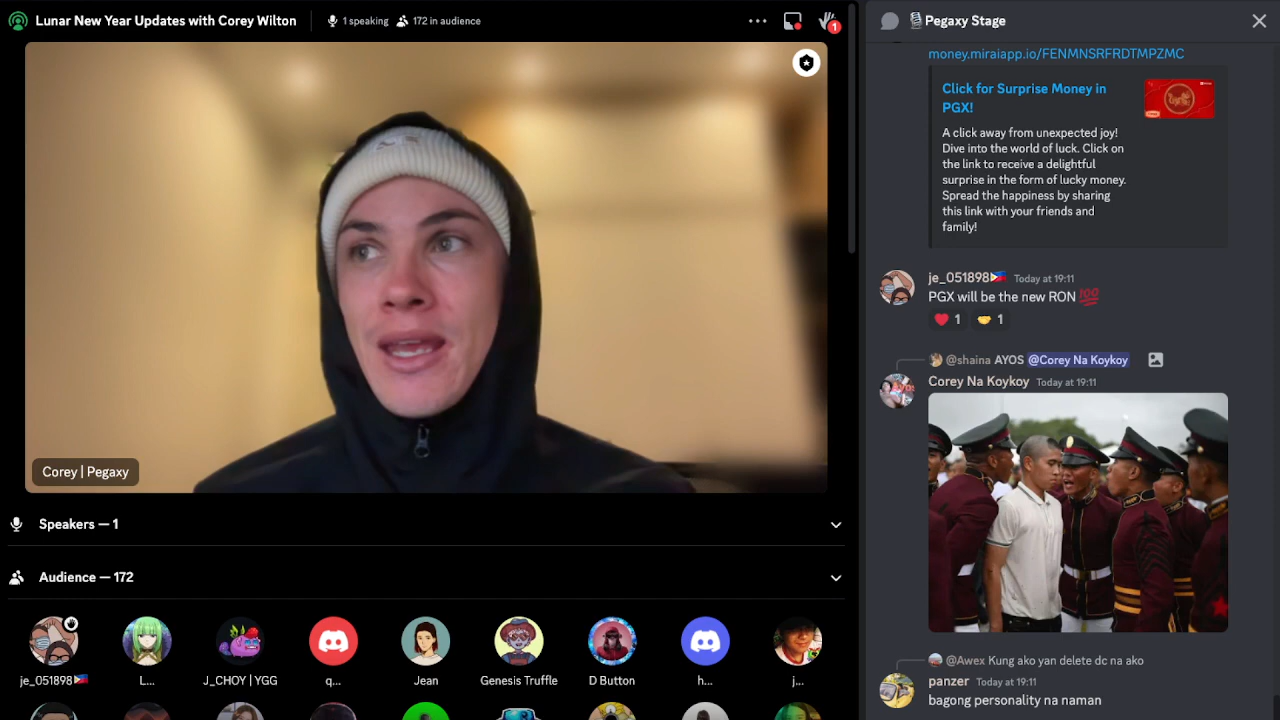 Lunar New Year Updates with Corey Wilton
1 speaking
172 in audience
1
Corey | Pegaxy
Speakers — 1
Audience — 172
je_051898
L...
J_CHOY | YGG
q...
Jean
Genesis Truffle
D Button
h...
j...
Pegaxy Stage
money.miraiapp.io/FENMNSRFRDTMPZMC
Click for Surprise Money in
PGX!
A click away from unexpected joy!
Dive into the world of luck. Click on
the link to receive a delightful
surprise in the form of lucky money.
Spread the happiness by sharing
this link with your friends and
family!
je_051898 Today at 19:11
PGX will be the new RON 💯
1 1
@shaina AYOS @Corey Na Koykoy
Corey Na Koykoy Today at 19:11
@Awex Kung ako yan delete dc na ako
panzer Today at 19:11
bagong personality na naman